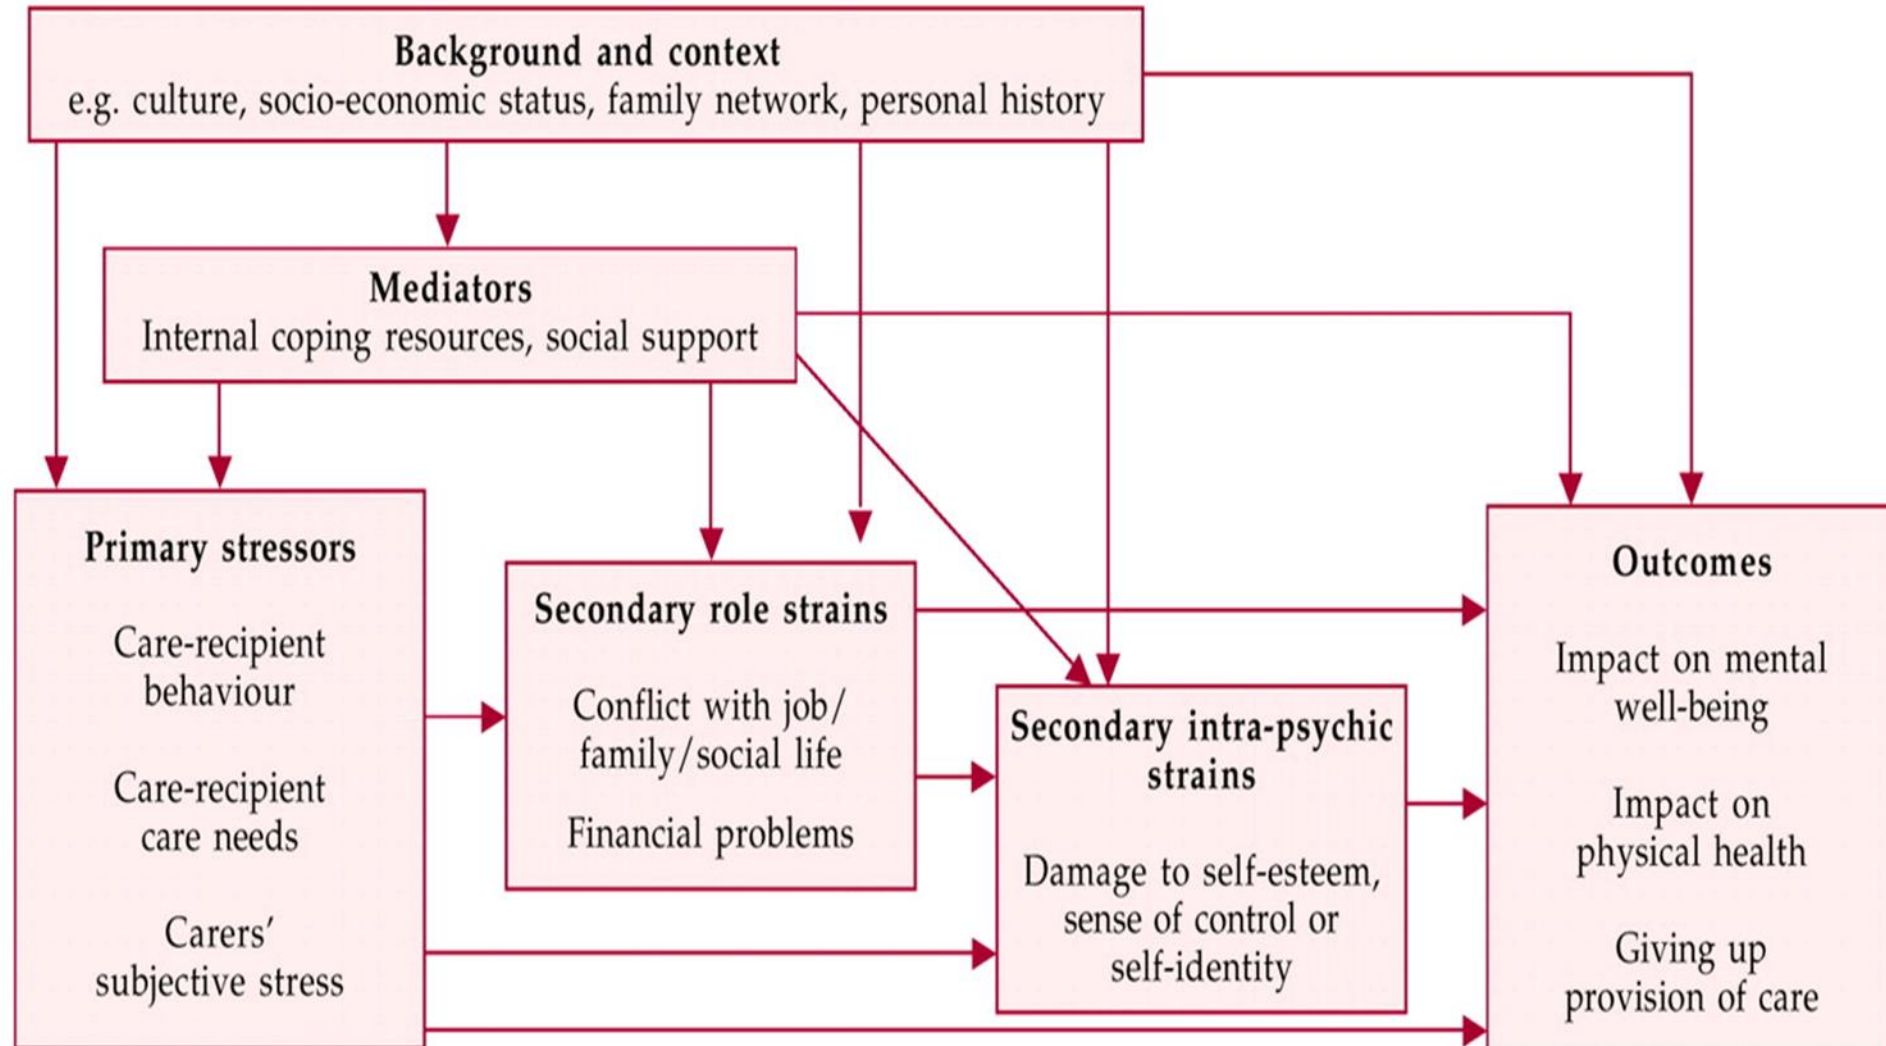 Background and context
e.g. culture, socio-economic status, family network, personal history
Mediators
Internal coping resources, social support
Primary stressors
Care-recipient
behaviour
Care-recipient
care needs
Carers’
subjective stress
Secondary role strains
Conflict with job/
family/social life
Financial problems
Secondary intra-psychic
strains
Damage to self-esteem,
sense of control or
self-identity
Outcomes
Impact on mental
well-being
Impact on
physical health
Giving up
provision of care